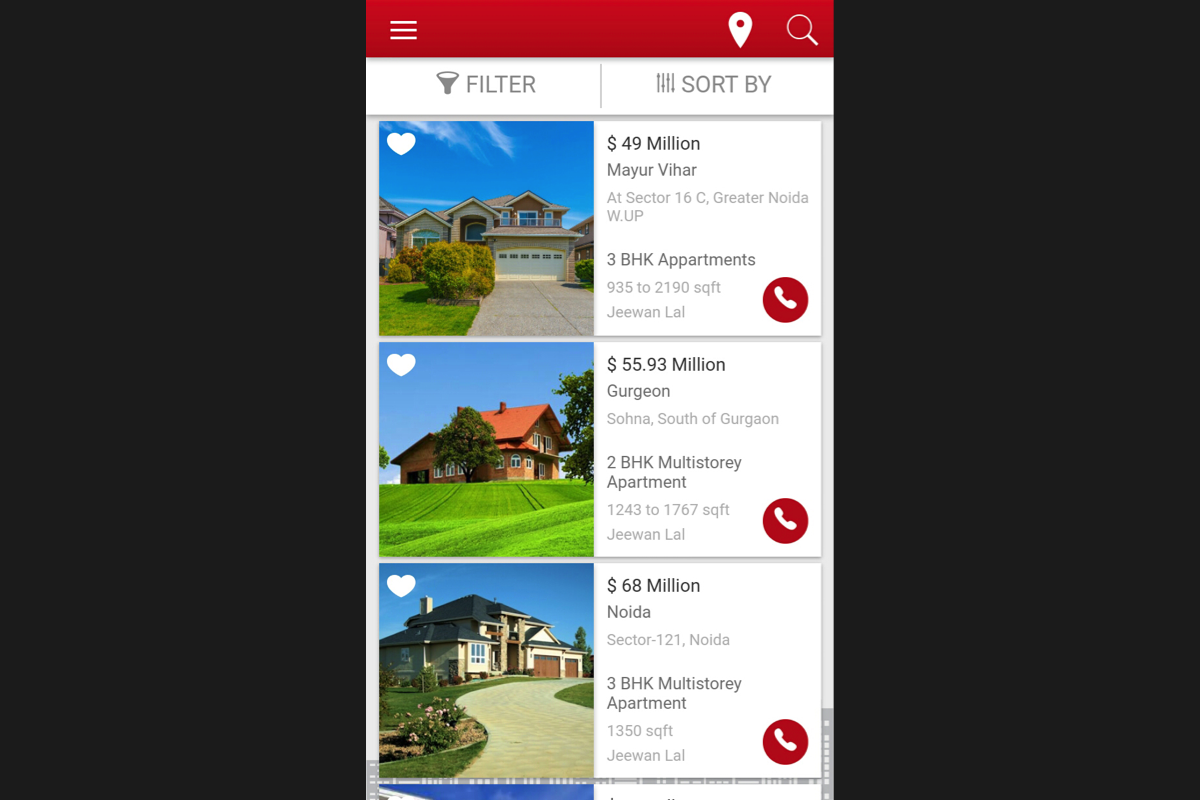 FILTER
SORT BY
$ 49 Million
Mayur Vihar
At Sector 16 C, Greater Noida
W.UP
3 BHK Appartments
935 to 2190 sqft
Jeewan Lal
$ 55.93 Million
Gurgeon
Sohna, South of Gurgaon
2 BHK Multistorey
Apartment
1243 to 1767 sqft
Jeewan Lal
$ 68 Million
Noida
Sector-121, Noida
3 BHK Multistorey
Apartment
1350 sqft
Jeewan Lal